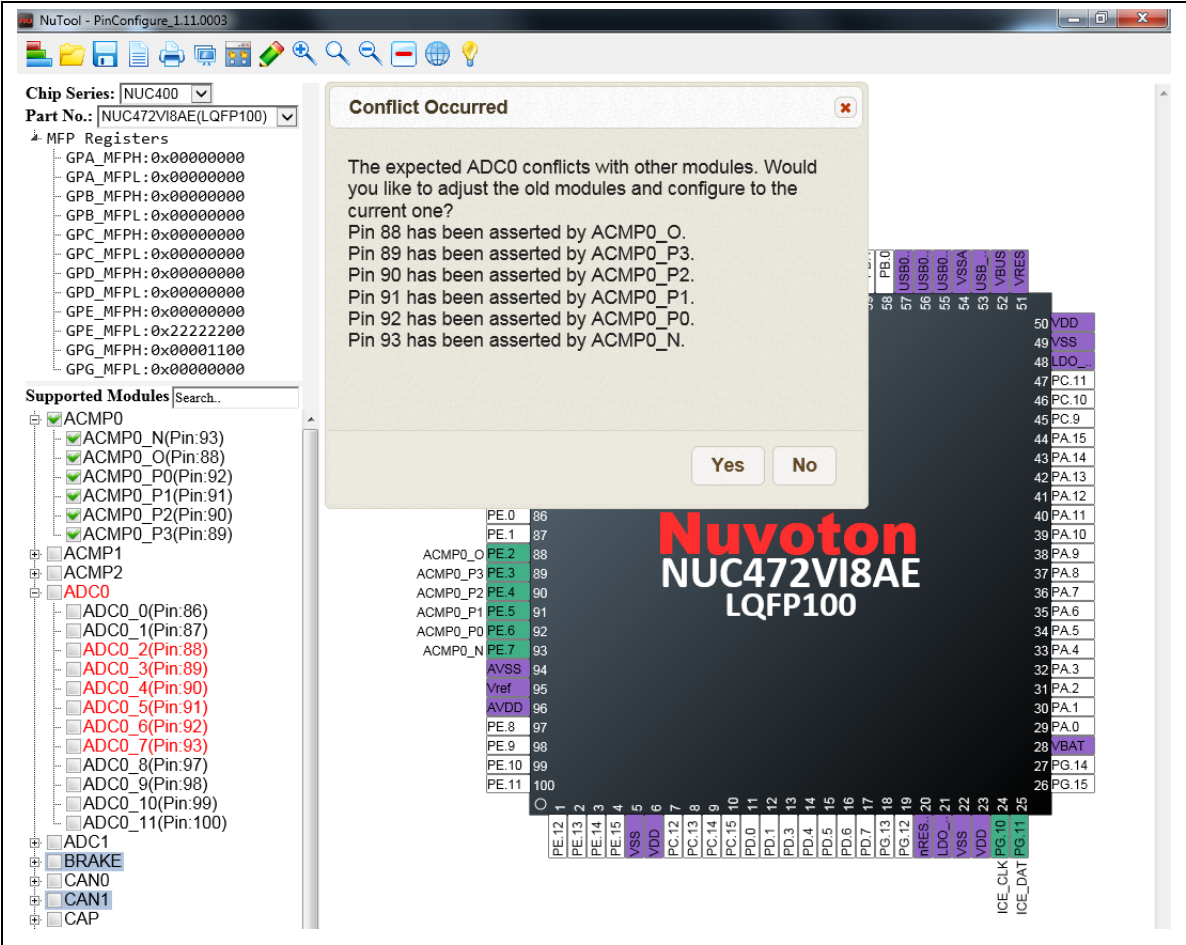 NuTool - PinConfigure_1.11.0003
Chip Series: NUC400
Part No.: NUC472VI8AE(LQFP100)
MFP Registers
GPA_MFPH:0x00000000
GPA_MFPL:0x00000000
GPB_MFPH:0x00000000
GPB_MFPL:0x00000000
GPC_MFPH:0x00000000
GPC_MFPL:0x00000000
GPD_MFPH:0x00000000
GPD_MFPL:0x00000000
GPE_MFPH:0x00000000
GPE_MFPL:0x22222200
GPG_MFPH:0x00001100
GPG_MFPL:0x00000000
Supported Modules Search..
ACMP0
ACMP0_N(Pin:93)
ACMP0_O(Pin:88)
ACMP0_P0(Pin:92)
ACMP0_P1(Pin:91)
ACMP0_P2(Pin:90)
ACMP0_P3(Pin:89)
ACMP1
ACMP2
ADC0
ADC0_0(Pin:86)
ADC0_1(Pin:87)
ADC0_2(Pin:88)
ADC0_3(Pin:89)
ADC0_4(Pin:90)
ADC0_5(Pin:91)
ADC0_6(Pin:92)
ADC0_7(Pin:93)
ADC0_8(Pin:97)
ADC0_9(Pin:98)
ADC0_10(Pin:99)
ADC0_11(Pin:100)
ADC1
BRAKE
CAN0
CAN1
CAP
Conflict Occurred
The expected ADC0 conflicts with other modules. Would
you like to adjust the old modules and configure to the
current one?
Pin 88 has been asserted by ACMP0_O.
Pin 89 has been asserted by ACMP0_P3.
Pin 90 has been asserted by ACMP0_P2.
Pin 91 has been asserted by ACMP0_P1.
Pin 92 has been asserted by ACMP0_P0.
Pin 93 has been asserted by ACMP0_N.
Yes No
PB.0 USB0.. USB0.. USB0.. VSSA USB_.. VBUS VRES
58 57 56 55 54 53 52 51
50 VDD
49 VSS
48 LDO_..
47 PC.11
46 PC.10
45 PC.9
44 PA.15
43 PA.14
42 PA.13
41 PA.12
40 PA.11
39 PA.10
38 PA.9
37 PA.8
36 PA.7
35 PA.6
34 PA.5
33 PA.4
32 PA.3
31 PA.2
30 PA.1
29 PA.0
28 VBAT
27 PG.14
26 PG.15
Nuvoton
NUC472VI8AE
LQFP100
PE.0 86
PE.1 87
ACMP0_O PE.2 88
ACMP0_P3 PE.3 89
ACMP0_P2 PE.4 90
ACMP0_P1 PE.5 91
ACMP0_P0 PE.6 92
ACMP0_N PE.7 93
AVSS 94
Vref 95
AVDD 96
PE.8 97
PE.9 98
PE.10 99
PE.11 100
1 2 3 4 5 6 7 8 9 10 11 12 13 14 15 16 17 18 19 20 21 22 23 24 25
PE.12 PE.13 PE.14 PE.15 VSS VDD PC.12 PC.13 PC.14 PC.15 PD.0 PD.1 PD.3 PD.4 PD.5 PD.6 PD.7 PG.13 PG.12 nRES.. LDO_.. VSS VDD PG.10 PG.11
ICE_CLK ICE_DAT